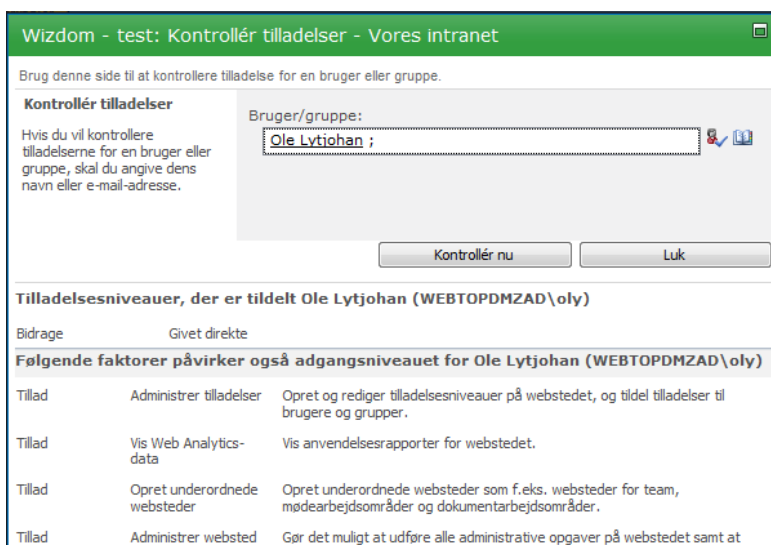 Wizdom - test: Kontrollér tilladelser - Vores intranet
Brug denne side til at kontrollere tilladelse for en bruger eller gruppe.
Kontrollér tilladelser
Hvis du vil kontrollere
tilladelserne for en bruger eller
gruppe, skal du angive dens
navn eller e-mail-adresse.
Bruger/gruppe:
Ole Lytjohan ;
Kontrollér nu
Luk
Tilladelsesniveauer, der er tildelt Ole Lytjohan (WEBTOPDMZAD\oly)
Bidrage Givet direkte
Følgende faktorer påvirker også adgangsniveauet for Ole Lytjohan (WEBTOPDMZAD\oly)
Tillad Administrer tilladelser Opret og rediger tilladelsesniveauer på webstedet, og tildel tilladelser til
brugere og grupper.
Tillad Vis Web Analytics- Vis anvendelsesrapporter for webstedet.
data
Tillad Opret underordnede Opret underordnede websteder som f.eks. websteder for team,
websteder mødearbejdsområder og dokumentarbejdsområder.
Tillad Administrer websted Gør det muligt at udføre alle administrative opgaver på webstedet samt at